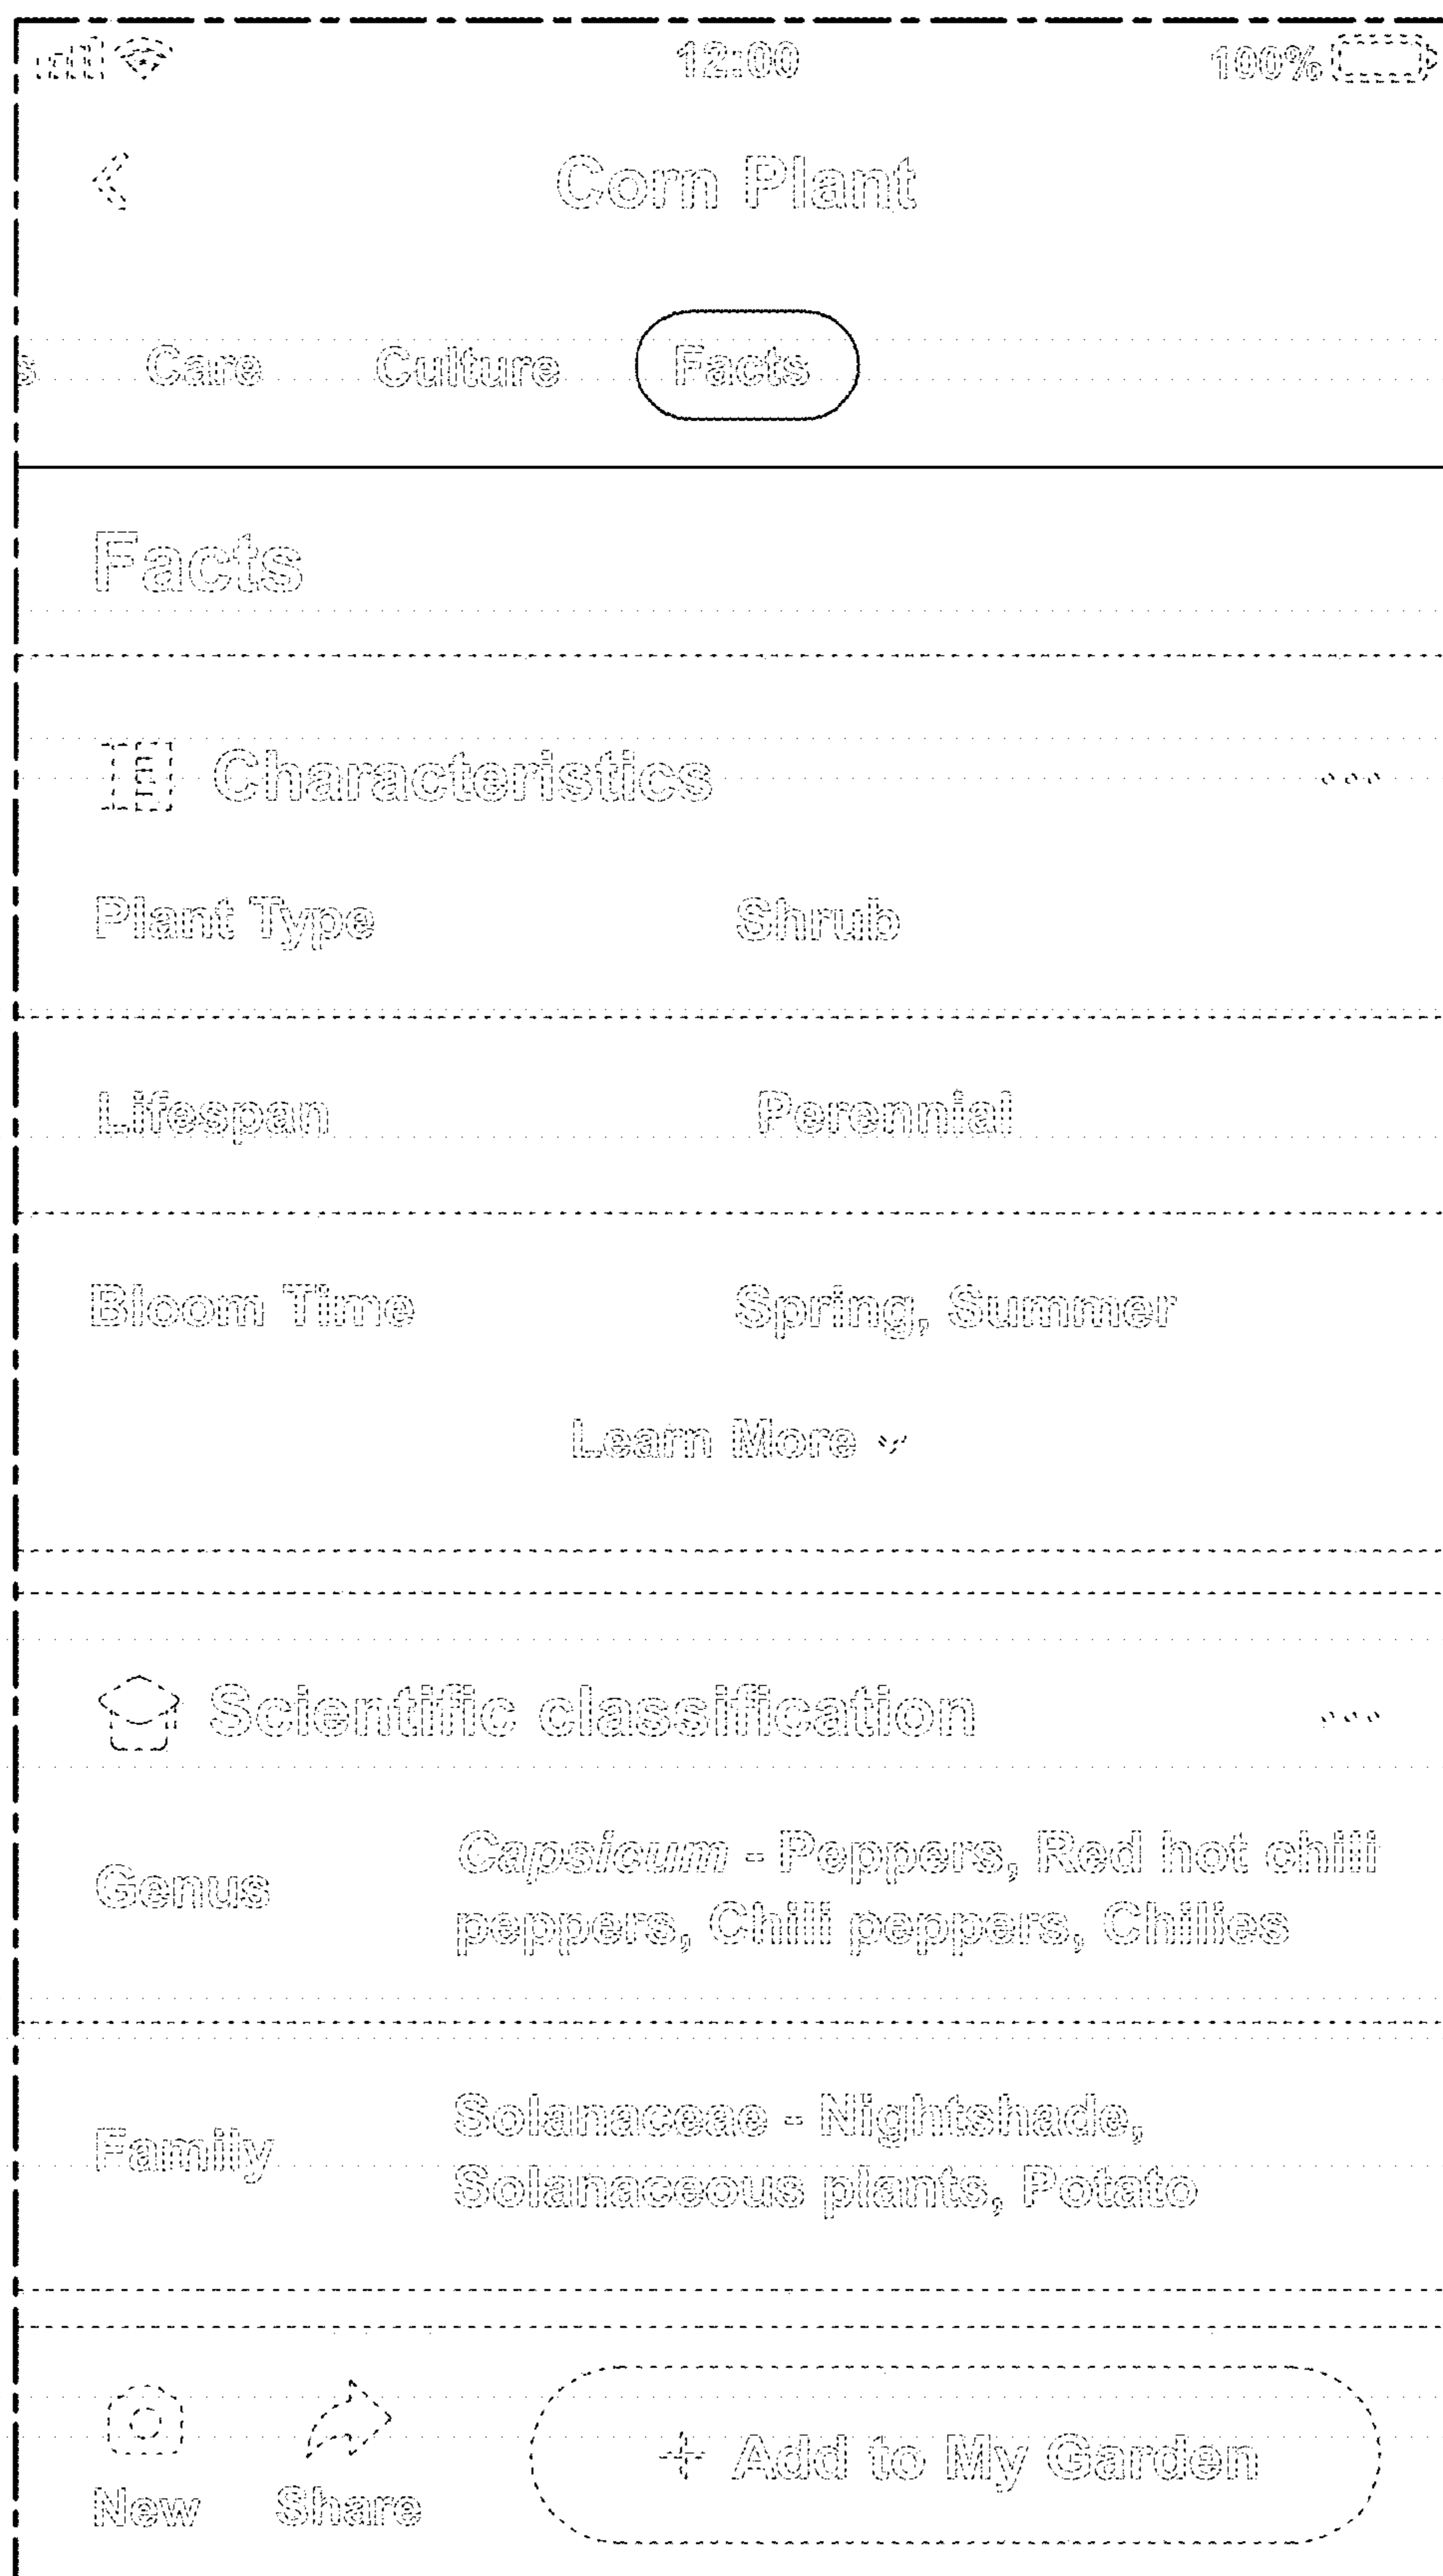 12:00 100%
Corn Plant
s Care Culture Facts
Facts
Characteristics
Plant Type Shrub
Lifespan Perennial
Bloom Time Spring, Summer
Learn More
Scientific classification
Genus Capsicum - Peppers, Red hot chili
peppers, Chili peppers, Chilies
Family Solanaceae - Nightshade,
Solanaceous plants, Potato
+ Add to My Garden
New Share